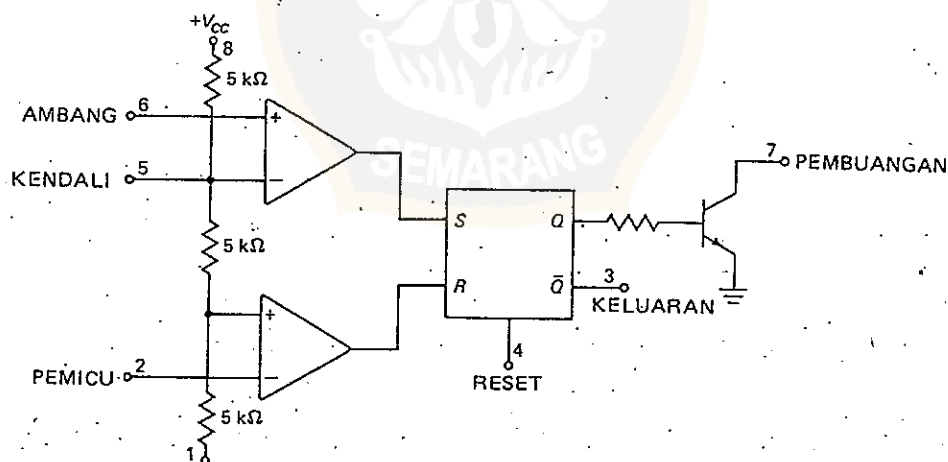 +Vcc
8
5 kΩ
AMBANG 6
+
KENDALI 5
−
SEMARANG
7 PEMBUANGAN
S Q
5 kΩ
R Q̅ 3
KELUARAN
+
4
RESET
PEMICU 2
−
5 kΩ
1